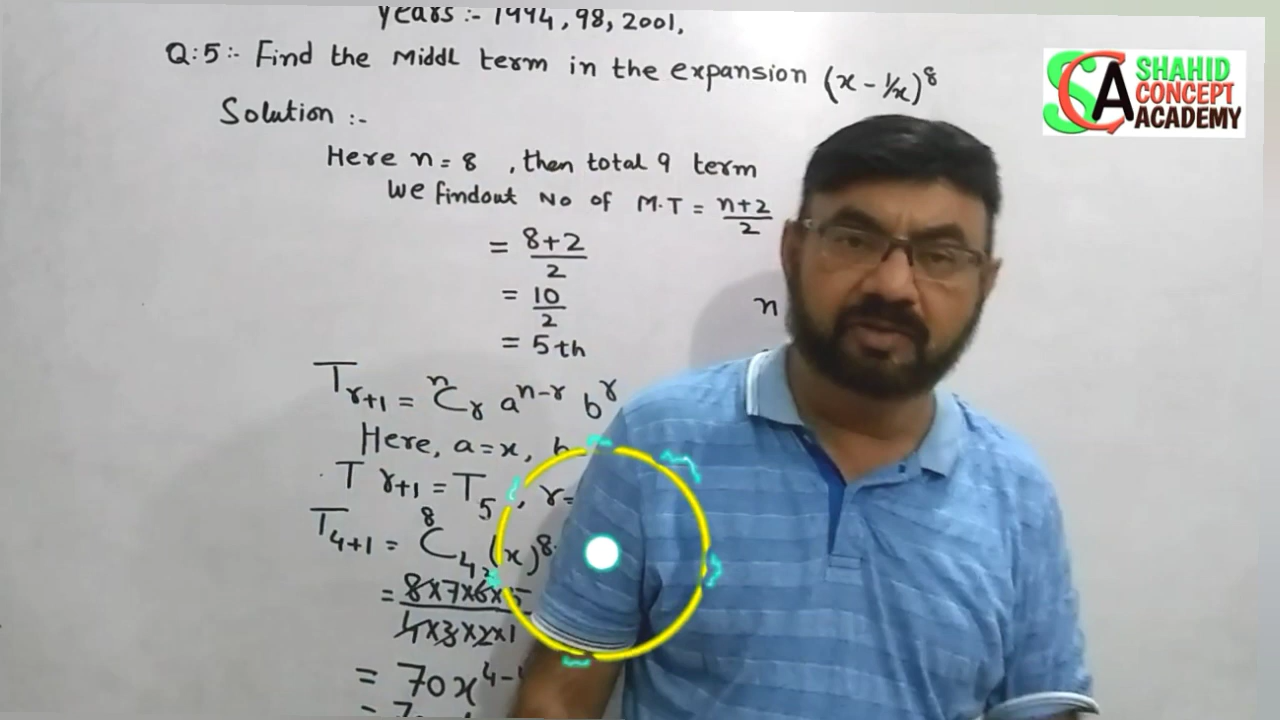 years :- 1994, 98, 2001,
Q:5:- Find the Middl term in the expansion (x - 1/x)^8
SHAHID
CONCEPT
ACADEMY
SCA
Solution :-
Here n = 8 , then total 9 term
We findout No of M.T = n+2/2
= 8+2/2
= 10/2
n
= 5th
T_{r+1} = ^nC_r a^{n-r} b^r
Here, a = x, b
T r+1 = T_5 , r =
T_{4+1} = ^8C_4 (x)^{8-
= 8x7x6x5/4x3x2x1
= 70x^{4-4